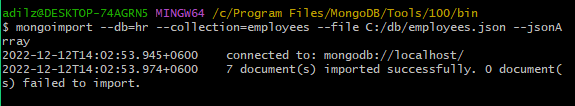 adilz@DESKTOP-74AGRN5 MINGW64 /c/Program Files/MongoDB/Tools/100/bin
$ mongoimport --db=hr --collection=employees --file C:/db/employees.json --jsonA
rray
2022-12-12T14:02:53.945+0600    connected to: mongodb://localhost/
2022-12-12T14:02:53.974+0600    7 document(s) imported successfully. 0 document(
s) failed to import.